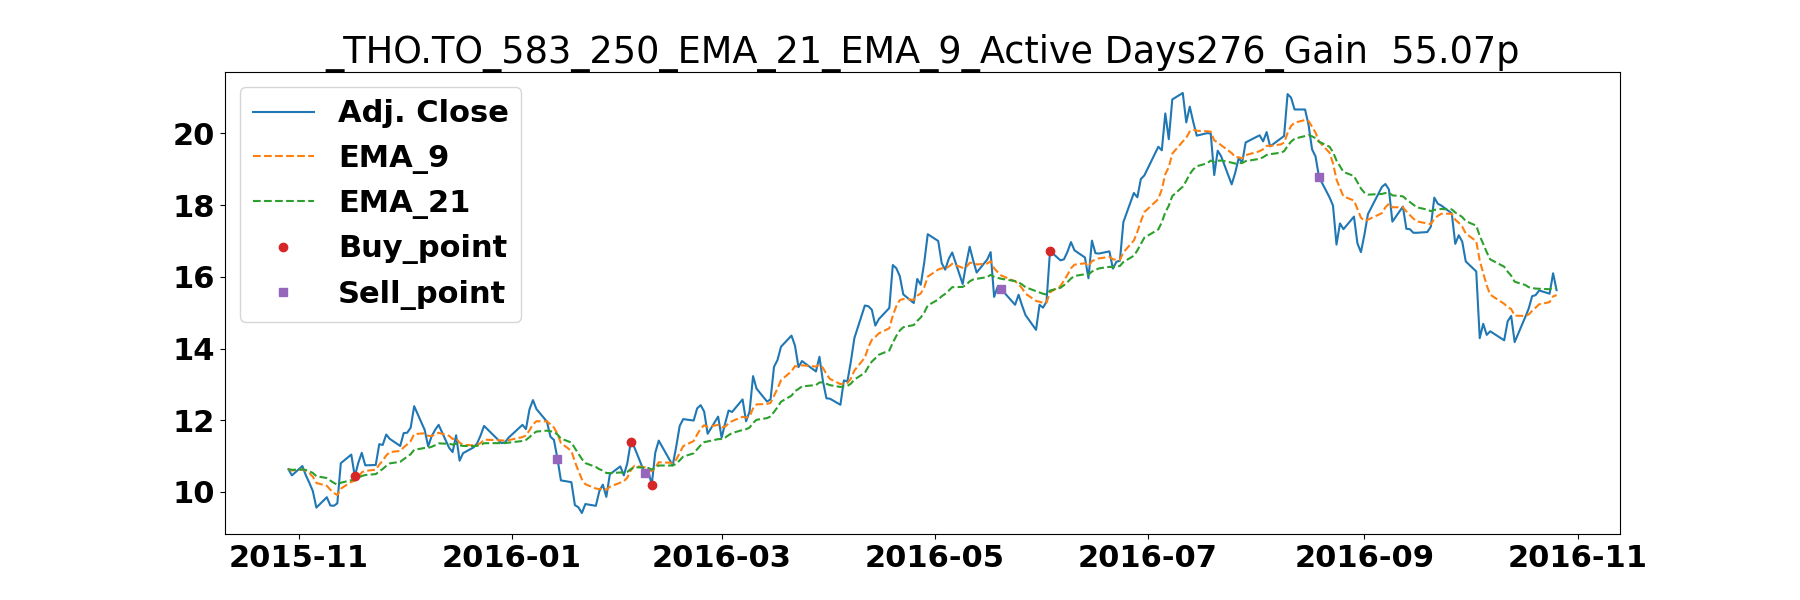 _THO.TO_583_250_EMA_21_EMA_9_Active Days276_Gain  55.07p
Adj. Close
EMA_9
EMA_21
Buy_point
Sell_point
20
18
16
14
12
10
2015-11
2016-01
2016-03
2016-05
2016-07
2016-09
2016-11